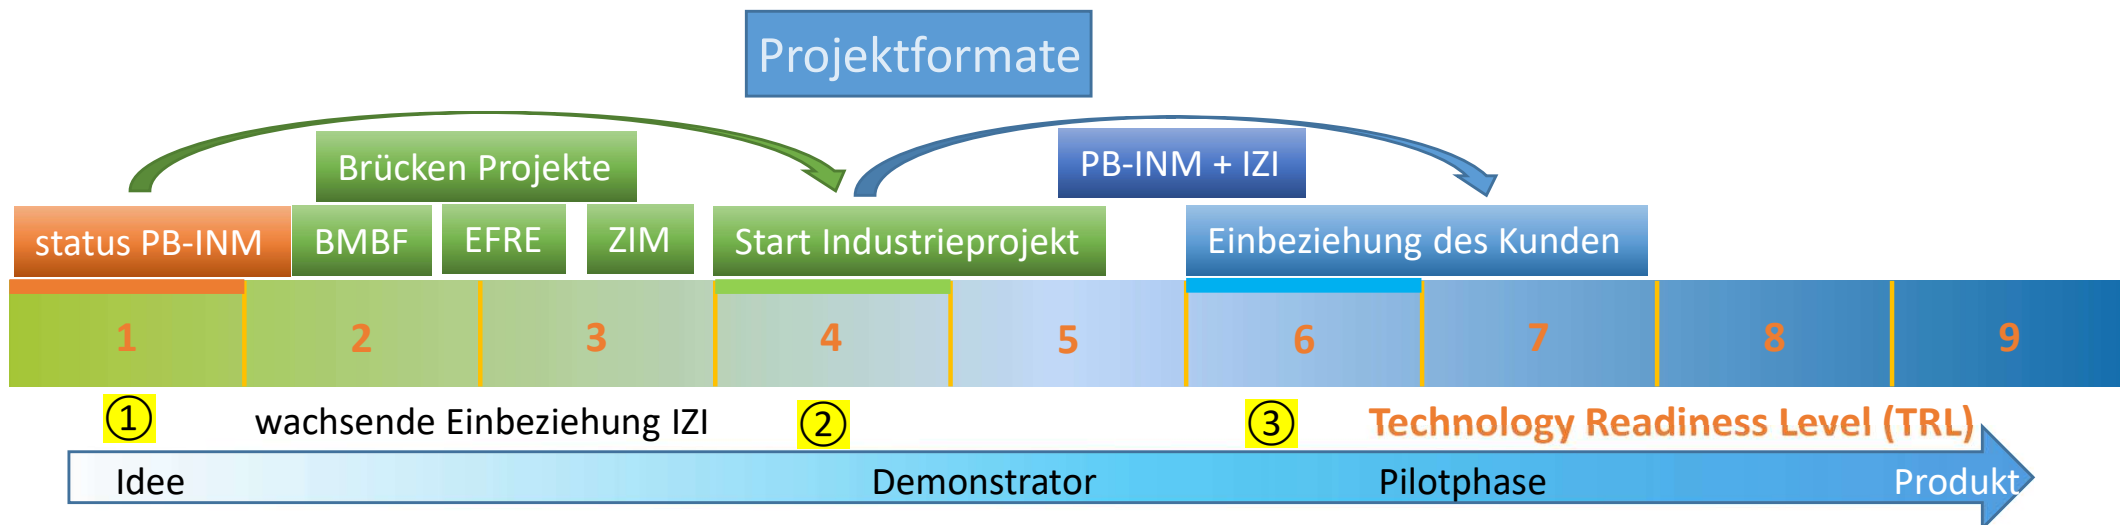 Projektformate
Brücken Projekte
PB-INM + IZI
status PB-INM
BMBF
EFRE
ZIM
Start Industrieprojekt
Einbeziehung des Kunden
1 2 3 4 5 6 7 8 9
① wachsende Einbeziehung IZI ② ③ Technology Readiness Level (TRL)
Idee Demonstrator Pilotphase Produkt